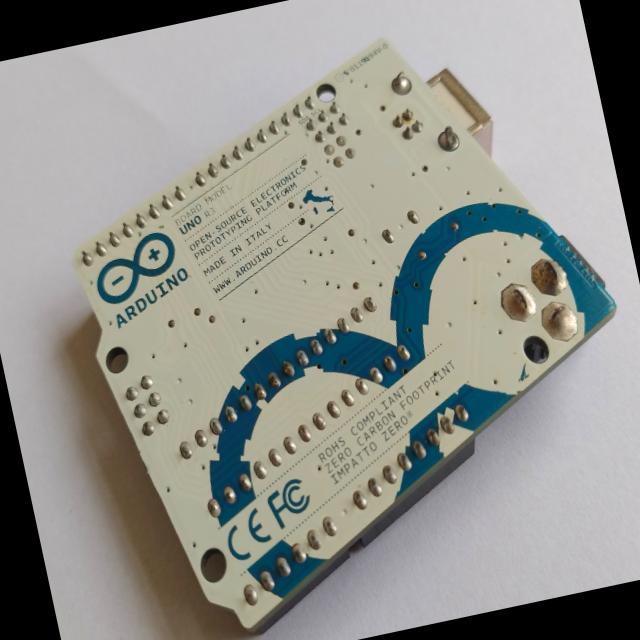 BOARD MODEL
UNO R3
OPEN-SOURCE ELECTRONICS
PROTOTYPING PLATFORM
MADE IN ITALY
WWW.ARDUINO.CC
ARDUINO
ROHS COMPLIANT
ZERO CARBON FOOTPRINT
IMPATTO ZERO®
CE FC